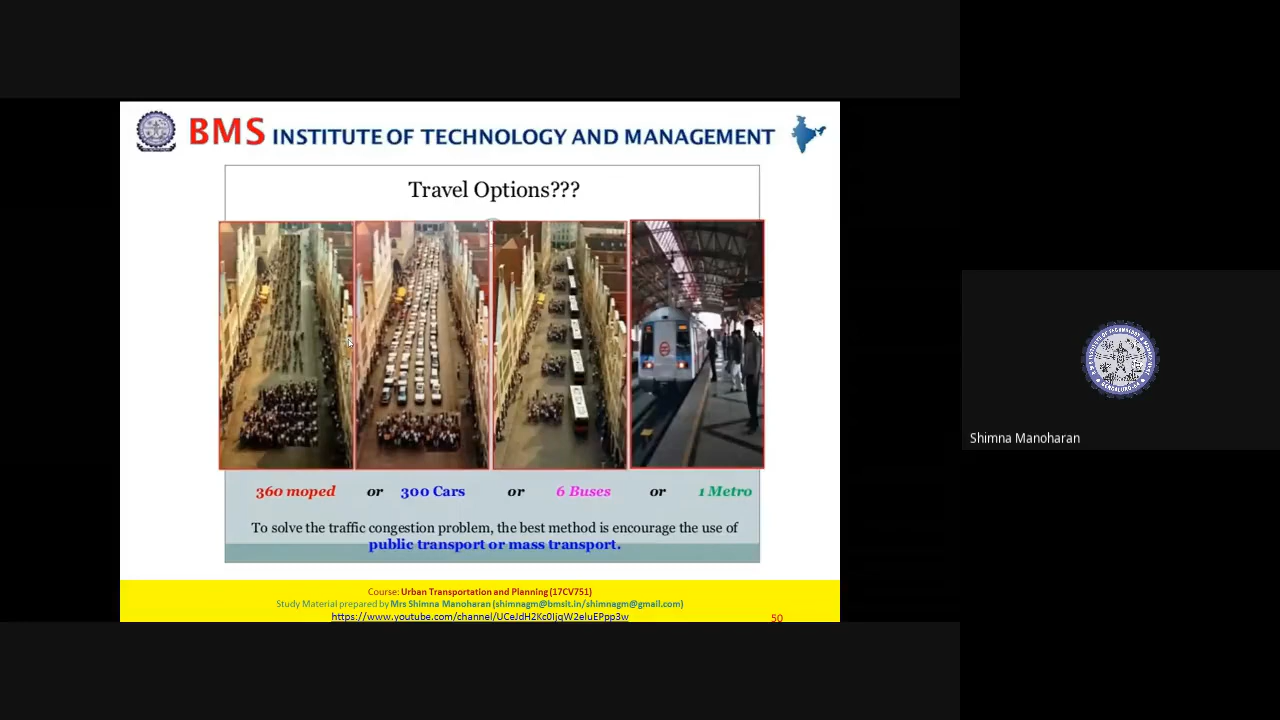 BMS INSTITUTE OF TECHNOLOGY AND MANAGEMENT
Travel Options???
360 moped or 300 Cars or 6 Buses or 1 Metro
To solve the traffic congestion problem, the best method is encourage the use of
public transport or mass transport.
Course: Urban Transportation and Planning (17CV751)
Study Material prepared by Mrs Shimna Manoharan (shimnagm@bmsit.in/shimnagm@gmail.com)
50
Shimna Manoharan